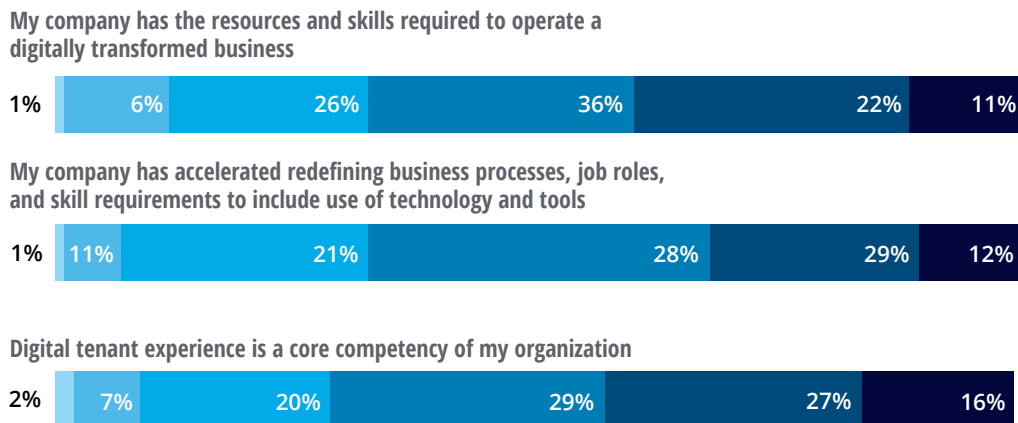 My company has the resources and skills required to operate a
digitally transformed business
1% 6% 26% 36% 22% 11%
My company has accelerated redefining business processes, job roles,
and skill requirements to include use of technology and tools
1% 11% 21% 28% 29% 12%
Digital tenant experience is a core competency of my organization
2% 7% 20% 29% 27% 16%